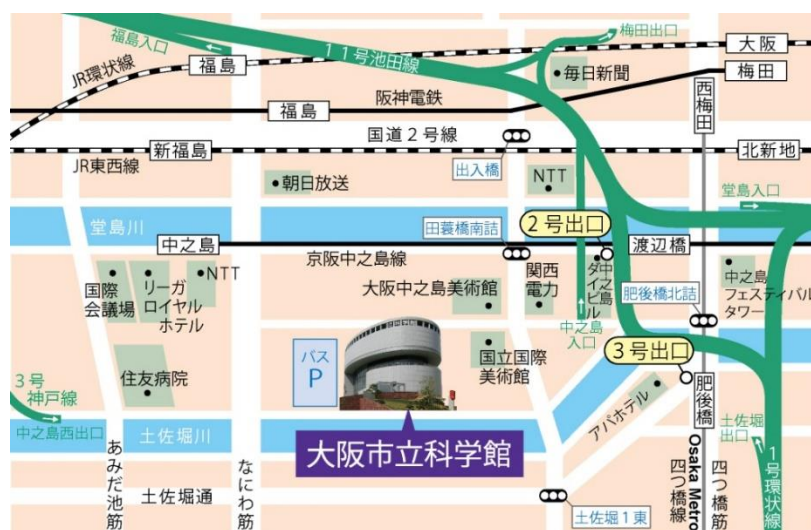 福島入口
11号池田線
梅田出口
大阪
JR環状線
福島
毎日新聞
梅田
阪神電鉄
福島
西梅田
国道2号線
新福島
北新地
JR東西線
出入橋
朝日放送
NTT
堂島入口
堂島川
田蓑橋南詰
2号出口
中之島
渡辺橋
京阪中之島線
国際
会議場
リーガ
ロイヤル
ホテル
NTT
大阪中之島美術館
関西
電力
中之島
ダイビル
肥後橋北詰
中之島
フェスティバル
タワー
中之島
入口
バス
P
国立国際
美術館
3号出口
3号
神戸線
住友病院
肥後橋
アパホテル
中之島西出口
土佐堀
出口
土佐堀川
大阪市立科学館
あみだ池筋
なにわ筋
土佐堀通
土佐堀1東
Osaka Metro
四つ橋線
四つ橋筋
1号環状線